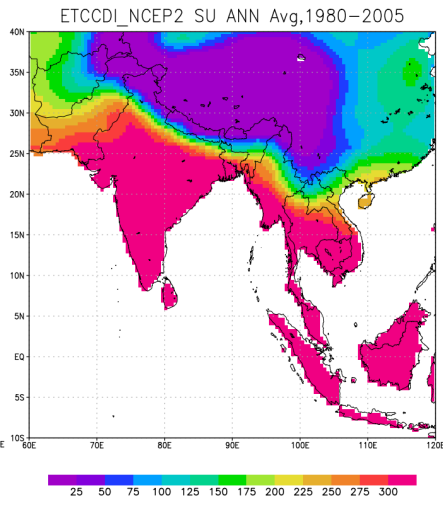 ETCCDI_NCEP2 SU ANN Avg,1980–2005
40N
35N
30N
25N
20N
15N
10N
5N
EQ
5S
10S
E 60E 70E 80E 90E 100E 110E 120E
25 50 75 100 125 150 175 200 225 250 275 300